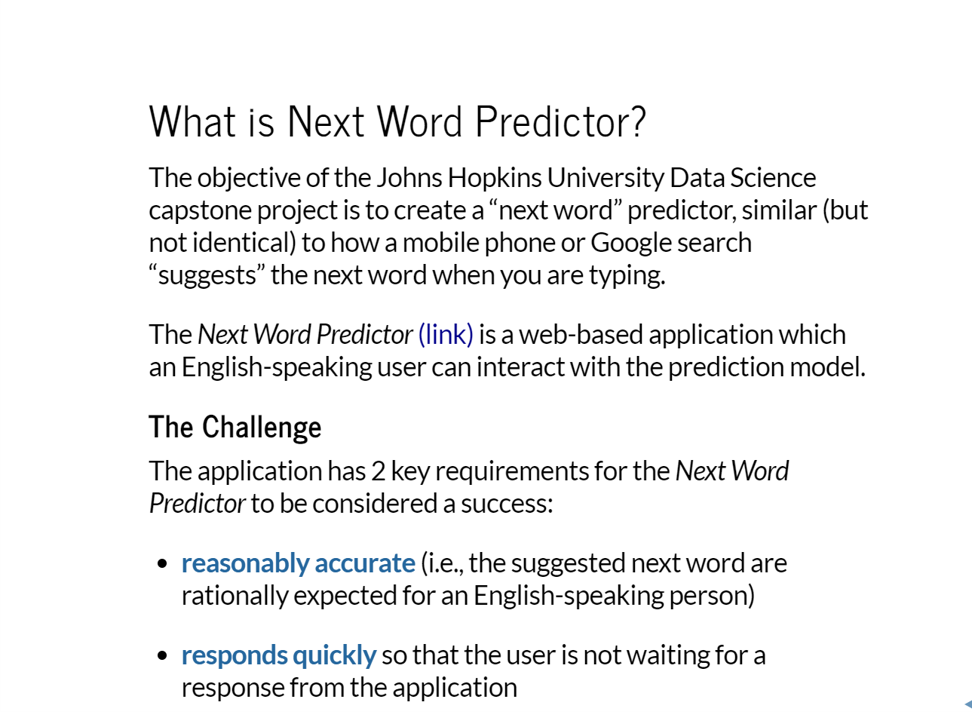 What is Next Word Predictor?
The objective of the Johns Hopkins University Data Science
capstone project is to create a “next word” predictor, similar (but
not identical) to how a mobile phone or Google search
“suggests” the next word when you are typing.
The Next Word Predictor (link) is a web-based application which
an English-speaking user can interact with the prediction model.
The Challenge
The application has 2 key requirements for the Next Word
Predictor to be considered a success:
• reasonably accurate (i.e., the suggested next word are
rationally expected for an English-speaking person)
• responds quickly so that the user is not waiting for a
response from the application